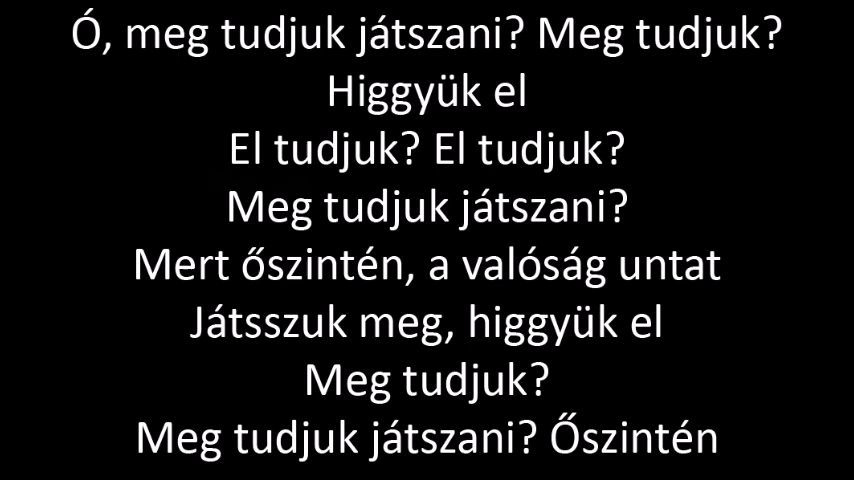 Ó, meg tudjuk játszani? Meg tudjuk?
Higgyük el
El tudjuk? El tudjuk?
Meg tudjuk játszani?
Mert őszintén, a valóság untat
Játsszuk meg, higgyük el
Meg tudjuk?
Meg tudjuk játszani? Őszintén